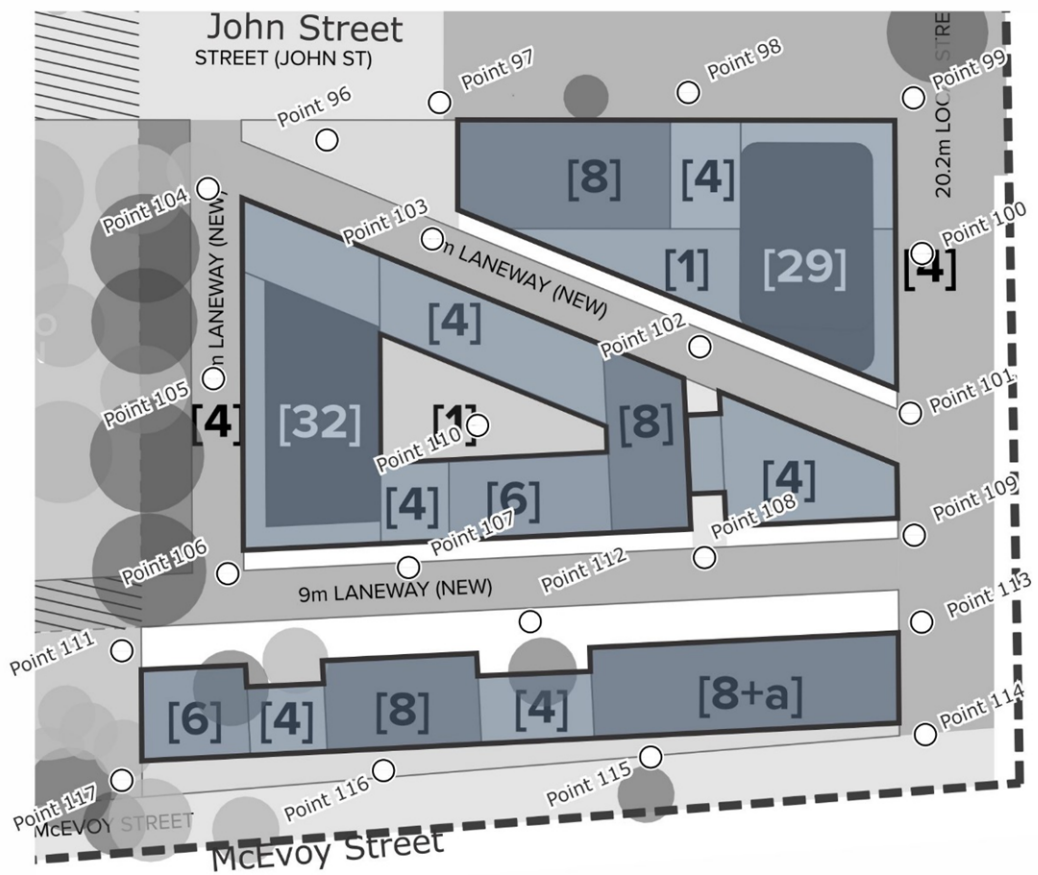 John Street
STREET (JOHN ST)
Point 96
Point 97
Point 98
Point 99
20.2m LOC STRE
[8]
[4]
Point 104
Point 103
m LANEWAY (NEW)
Point 100
[1]
[29]
[4]
m LANEWAY (NEW)
[4]
Point 102
Point 105
Point 101
[4]
[32]
[1]
[8]
Point 110
[4]
[4]
[6]
Point 109
Point 107
Point 108
Point 106
Point 112
9m LANEWAY (NEW)
Point 113
Point 111
[6]
[4]
[8]
[4]
[8+a]
Point 114
Point 115
Point 116
Point 117
McEVOY STREET
McEvoy Street